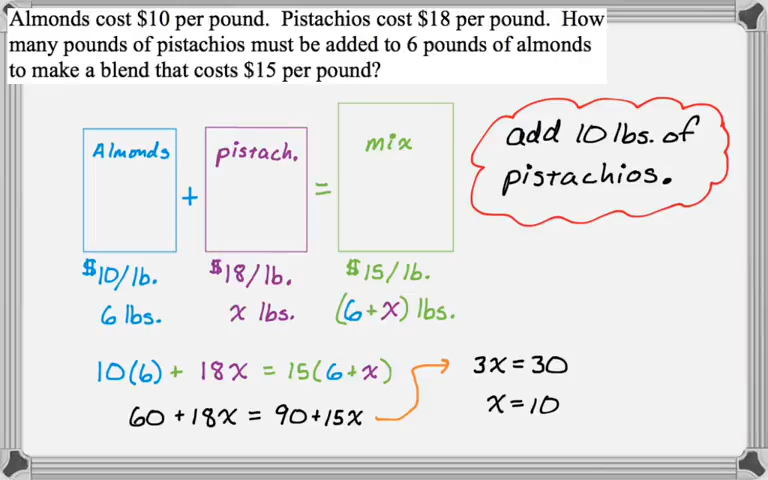 Almonds cost $10 per pound. Pistachios cost $18 per pound. How
many pounds of pistachios must be added to 6 pounds of almonds
to make a blend that costs $15 per pound?
Almonds
+
pistach.
=
mix
add 10 lbs. of
pistachios.
$10/lb. $18/lb. $15/lb.
6 lbs. x lbs. (6+x) lbs.
10(6) + 18x = 15(6+x)
60 + 18x = 90+15x
3x = 30
x = 10